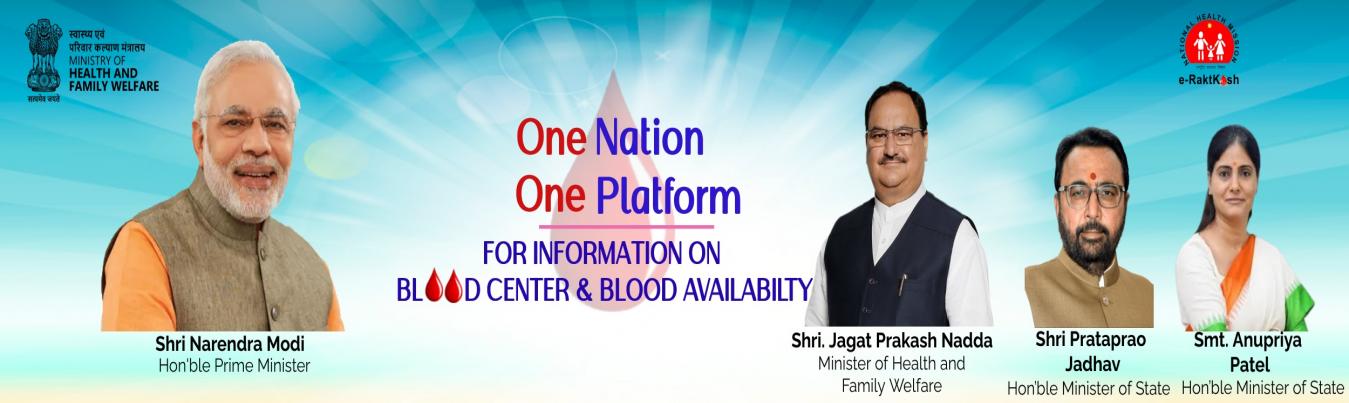 स्वास्थ्य एवं
परिवार कल्याण मंत्रालय
MINISTRY OF
HEALTH AND
FAMILY WELFARE
सत्यमेव जयते
NATIONAL HEALTH MISSION
e-RaktKosh
One Nation
One Platform
FOR INFORMATION ON
BLOOD CENTER & BLOOD AVAILABILTY
Shri Narendra Modi
Hon'ble Prime Minister
Shri. Jagat Prakash Nadda
Minister of Health and
Family Welfare
Shri Prataprao
Jadhav
Hon'ble Minister of State
Smt. Anupriya
Patel
Hon'ble Minister of State